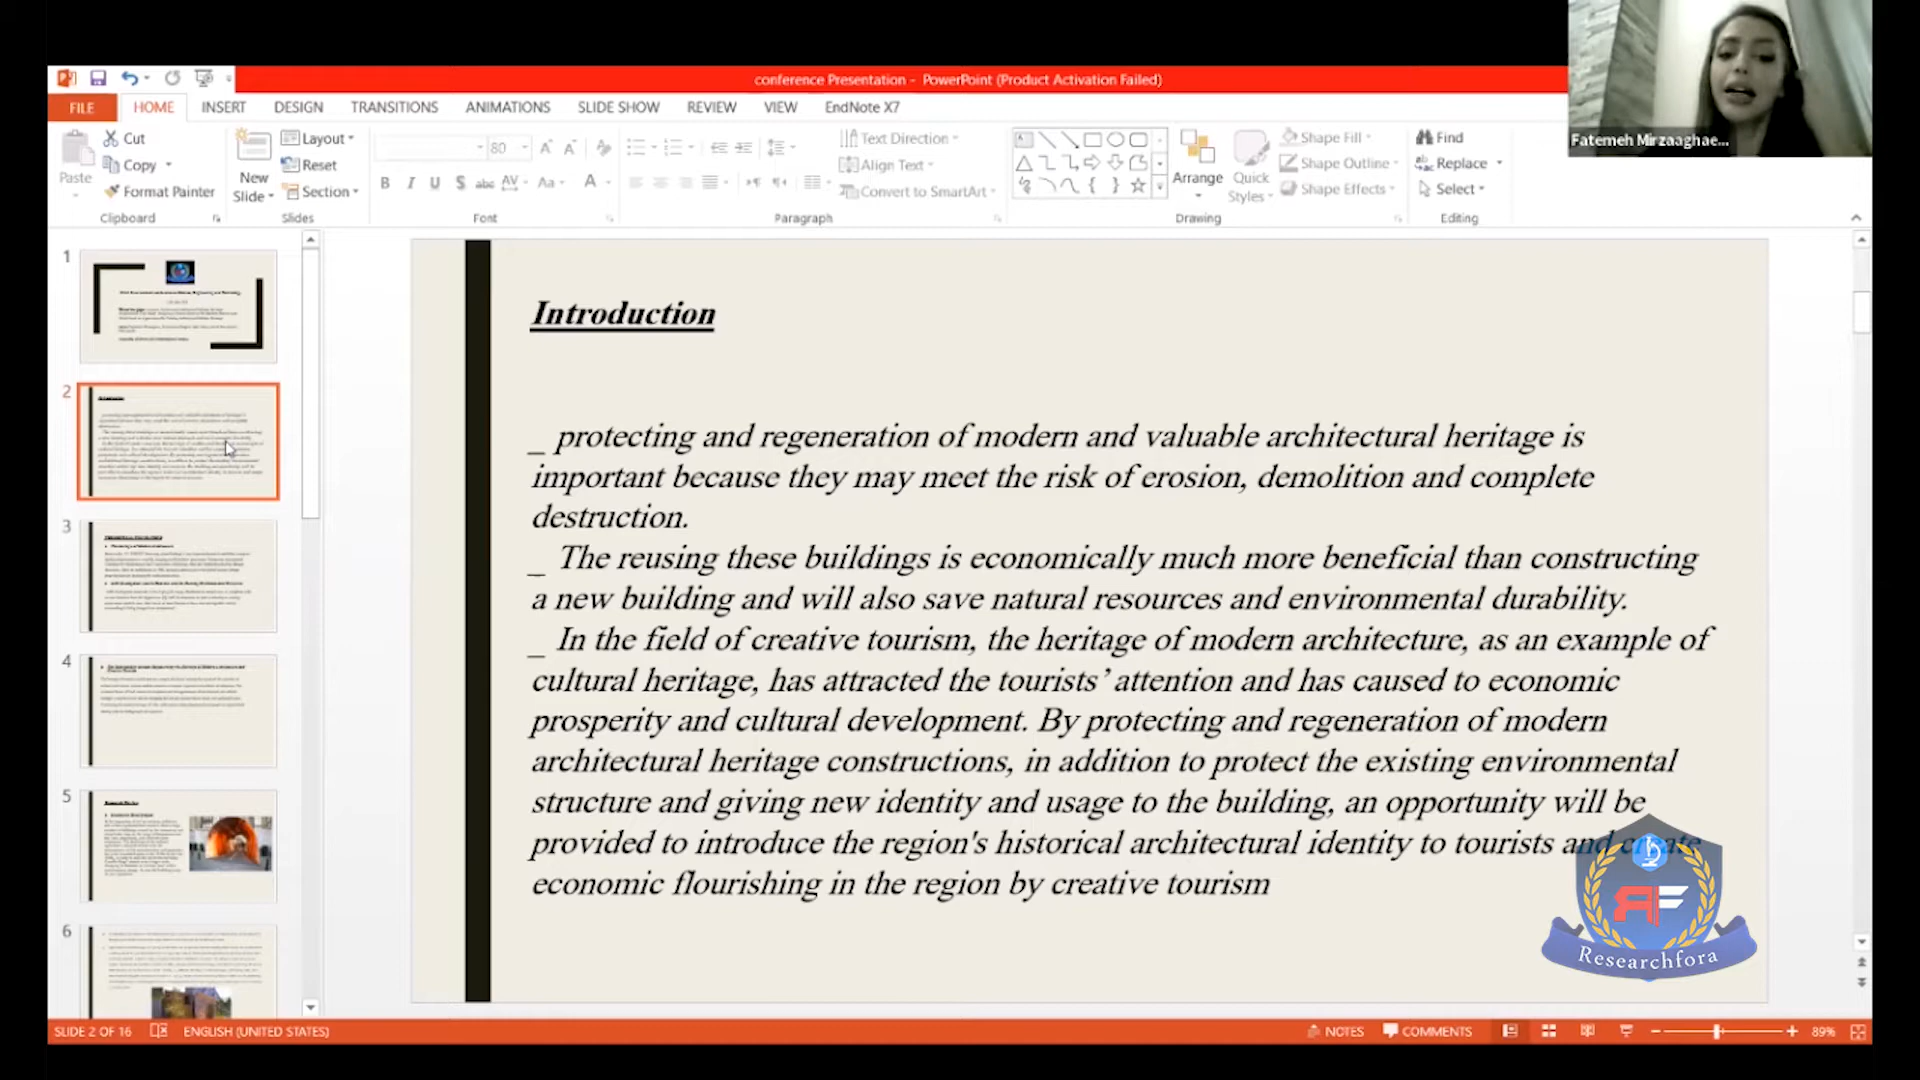 conference Presentation - PowerPoint (Product Activation Failed)
FILE HOME INSERT DESIGN TRANSITIONS ANIMATIONS SLIDE SHOW REVIEW VIEW EndNote X7
Fatemeh Mirzaaghae...
Paste
Cut
Copy
Format Painter
Clipboard
New Slide
Layout
Reset
Section
Slides
80
Font
Text Direction
Align Text
Convert to SmartArt
Paragraph
Arrange
Quick Styles
Shape Fill
Shape Outline
Shape Effects
Drawing
Find
Replace
Select
Editing
1
2
3
4
5
6
Introduction
_ protecting and regeneration of modern and valuable architectural heritage is
important because they may meet the risk of erosion, demolition and complete
destruction.
_ The reusing these buildings is economically much more beneficial than constructing
a new building and will also save natural resources and environmental durability.
_ In the field of creative tourism, the heritage of modern architecture, as an example of
cultural heritage, has attracted the tourists’ attention and has caused to economic
prosperity and cultural development. By protecting and regeneration of modern
architectural heritage constructions, in addition to protect the existing environmental
structure and giving new identity and usage to the building, an opportunity will be
provided to introduce the region's historical architectural identity to tourists and create
economic flourishing in the region by creative tourism
RF
Researchfora
SLIDE 2 OF 16 ENGLISH (UNITED STATES) NOTES COMMENTS 89%